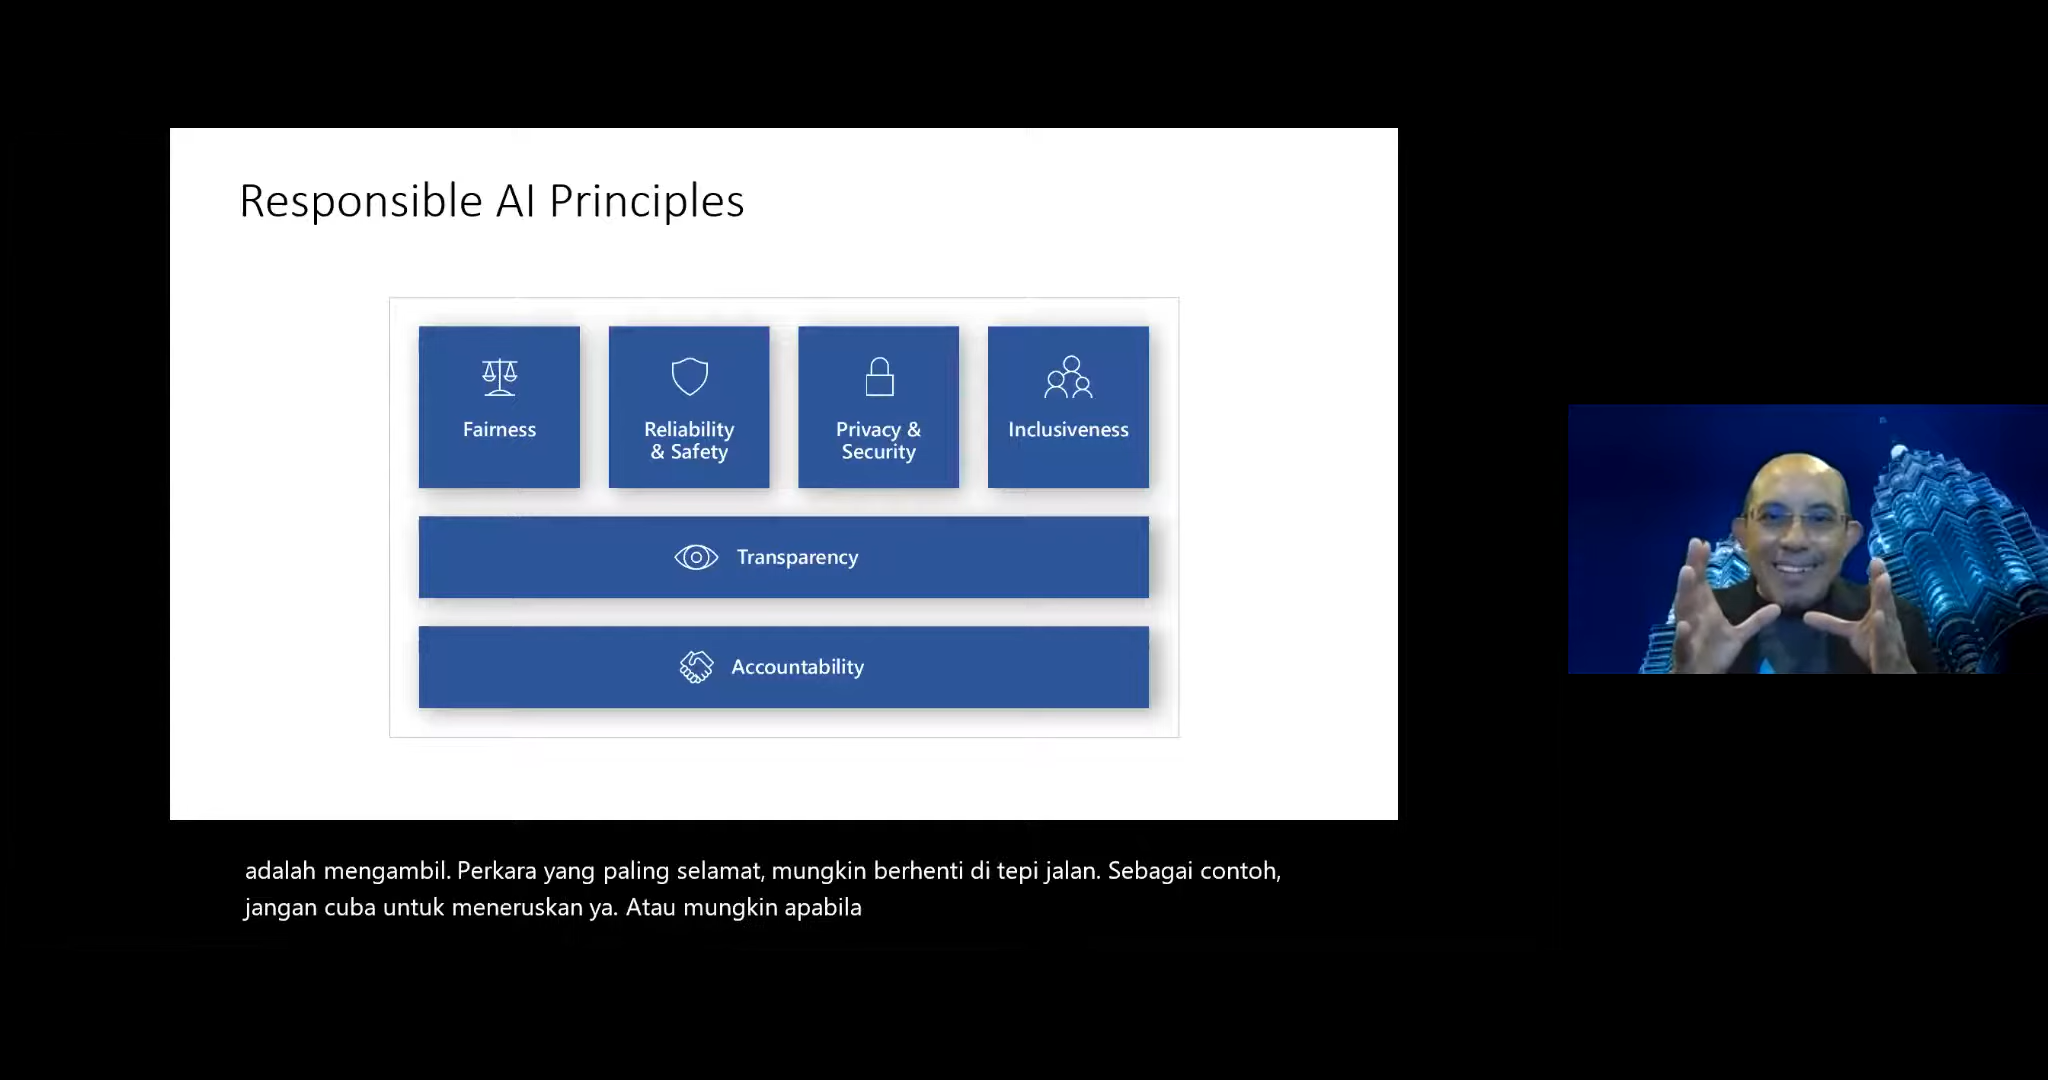 Responsible AI Principles
Fairness
Reliability
& Safety
Privacy &
Security
Inclusiveness
Transparency
Accountability
adalah mengambil. Perkara yang paling selamat, mungkin berhenti di tepi jalan. Sebagai contoh,
jangan cuba untuk meneruskan ya. Atau mungkin apabila